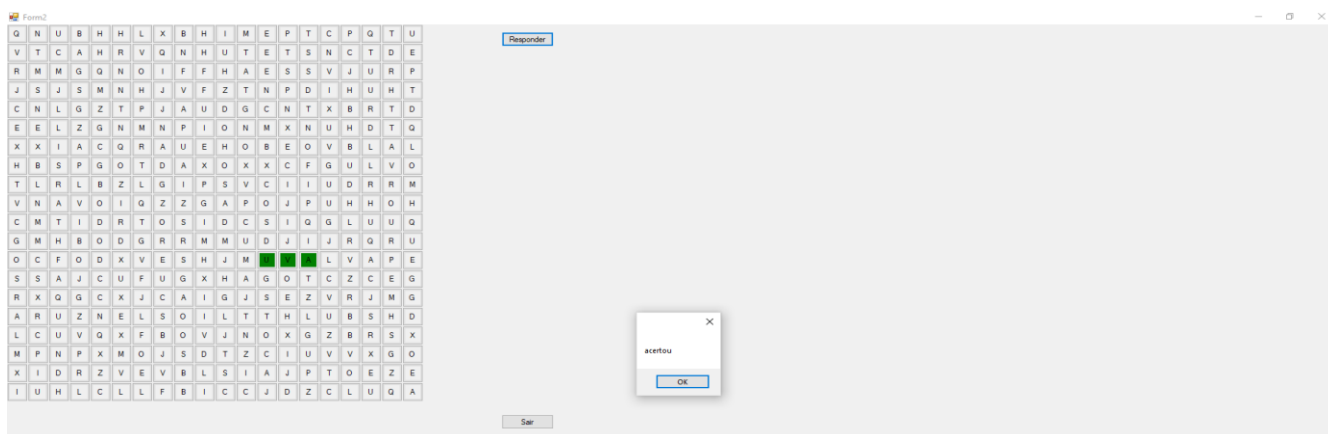 Form2
Q N U B H H L X B H I M E P T C P Q T U
V T C A H R V Q N H U T E T S N C T D E
R M M G Q N O I F F H A E S S V J U R P
J S J S M N H J V F Z T N P D I H U H T
C N L G Z T P J A U D G C N T X B R T D
E E L Z G N M N P I O N M X N U H D T Q
X X I A C Q R A U E H O B E O V B L A L
H B S P G O T D A X O X X C F G U L V O
T L R L B Z L G I P S V C I I U D R R M
V N A V O I Q Z Z G A P O J P U H H O H
C M T I D R T O S I D C S I Q G L U U Q
G M H B O D G R R M M U D J I J R Q R U
O C F O D X V E S H J M U V A L V A P E
S S A J C U F U G X H A G O T C Z C E G
R X Q G C X J C A I G J S E Z V R J M G
A R U Z N E L S O I L T T H L U B S H D
L C U V Q X F B O V J N O X G Z B R S X
M P N P X M O J S D T Z C I U V V X G O
X I D R Z V E V B L S I A J P T O E Z E
I U H L C L L F B I C C J D Z C L U Q A
Responder
acertou
OK
Sair